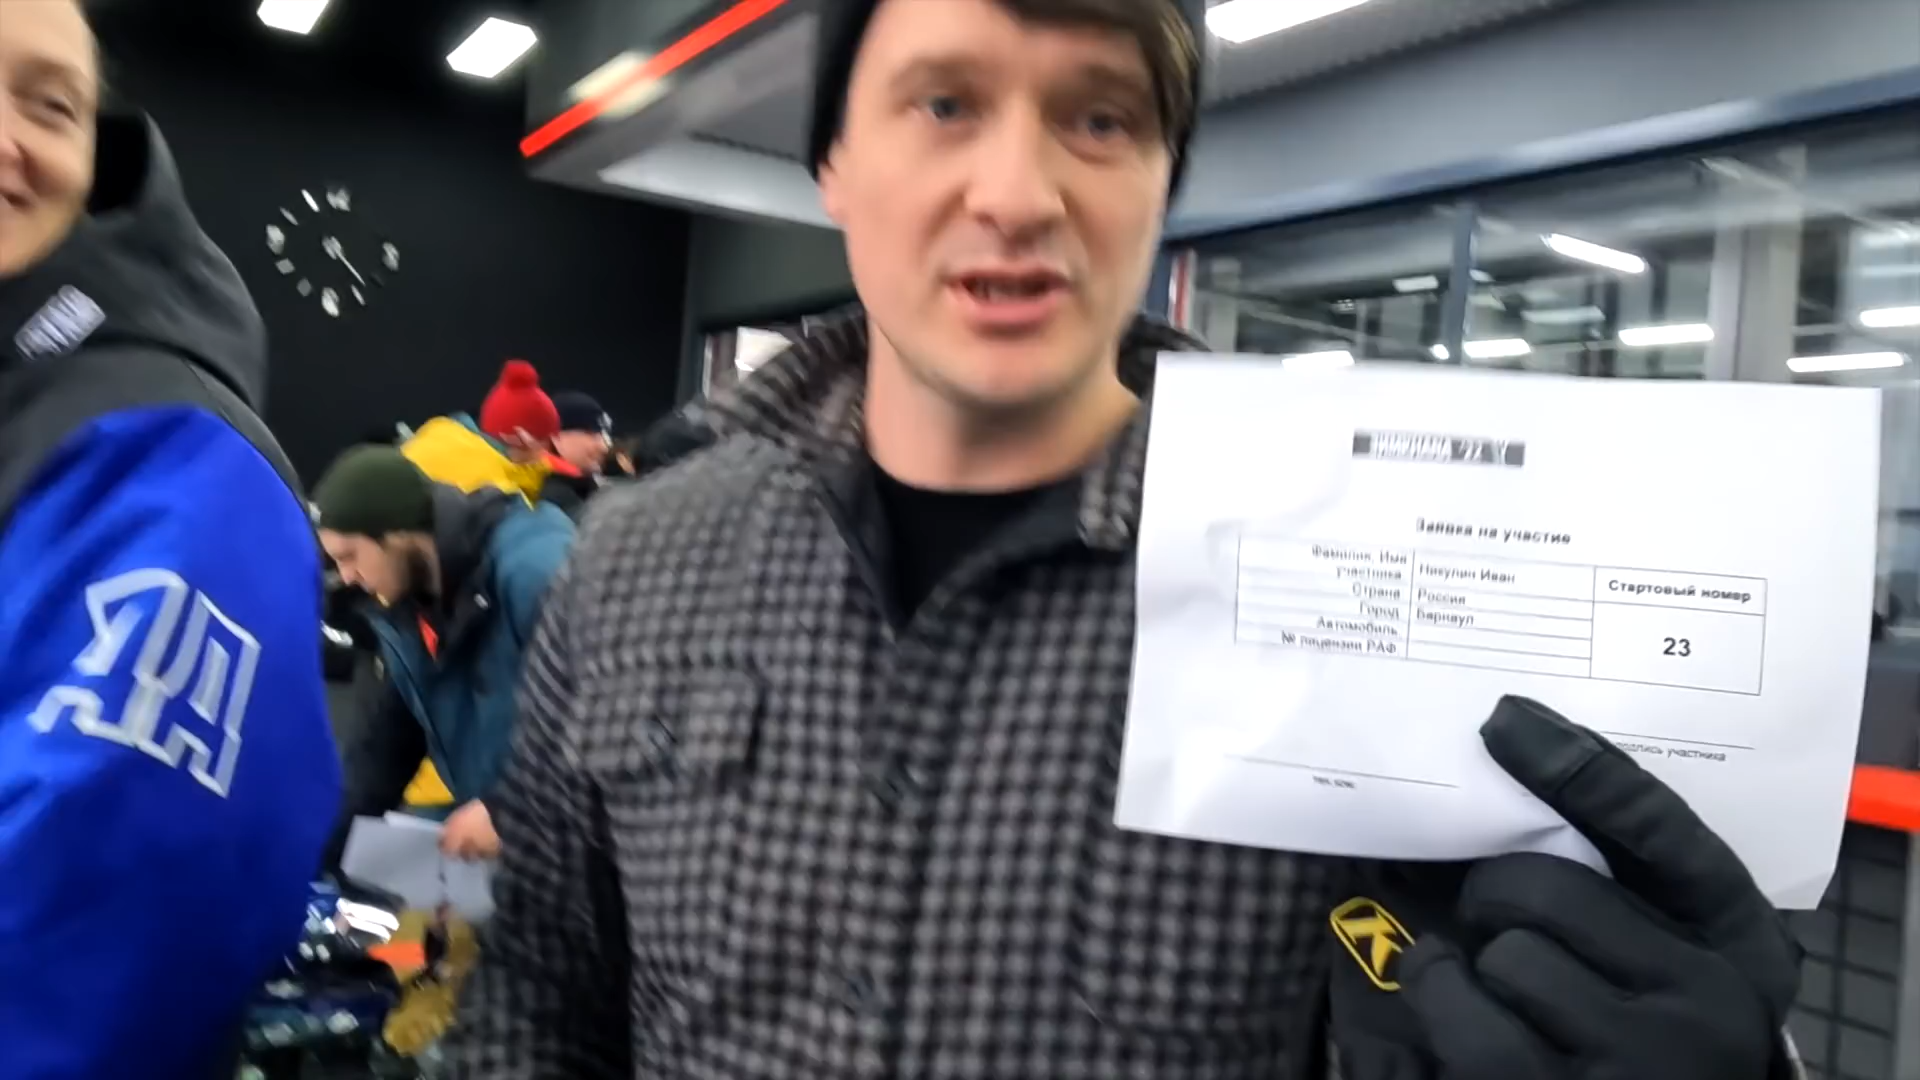 Заявка на участие
Фамилия, Имя участника
Никулин Иван
Страна
Россия
Город
Барнаул
Автомобиль
№ лицензии РАФ
Стартовый номер
23
подпись участника